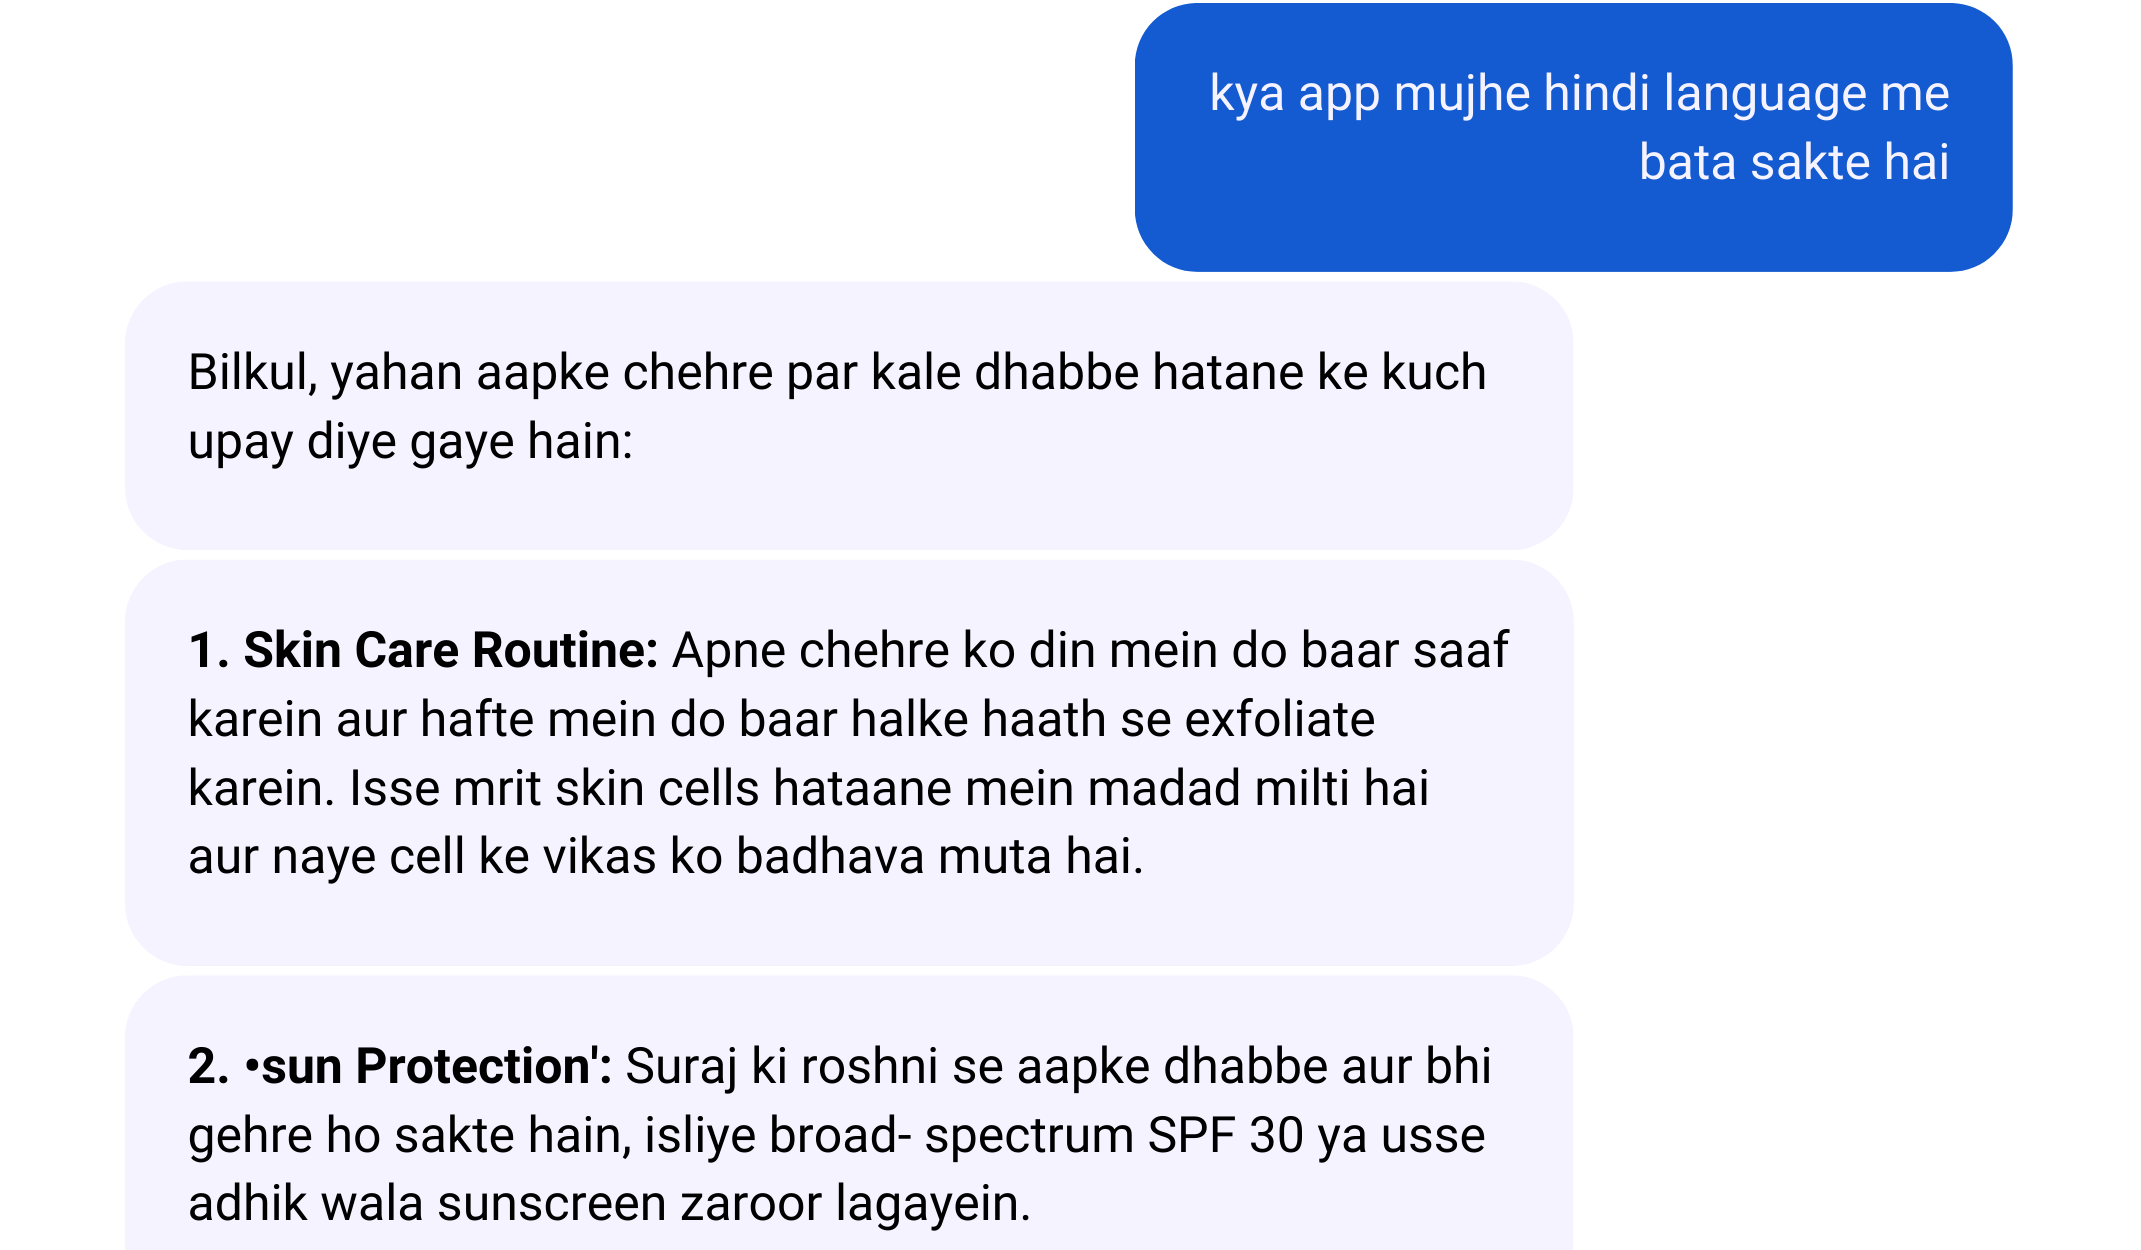 kya app mujhe hindi language me
bata sakte hai
Bilkul, yahan aapke chehre par kale dhabbe hatane ke kuch
upay diye gaye hain:
1. Skin Care Routine: Apne chehre ko din mein do baar saaf
karein aur hafte mein do baar halke haath se exfoliate
karein. Isse mrit skin cells hataane mein madad milti hai
aur naye cell ke vikas ko badhava muta hai.
2. •sun Protection': Suraj ki roshni se aapke dhabbe aur bhi
gehre ho sakte hain, isliye broad- spectrum SPF 30 ya usse
adhik wala sunscreen zaroor lagayein.